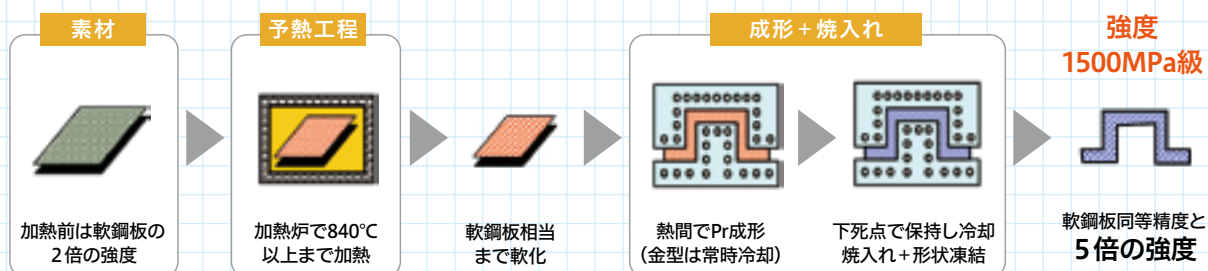 素材
予熱工程
成形+焼入れ
強度
1500MPa級
加熱前は軟鋼板の
2倍の強度
加熱炉で840℃
以上まで加熱
軟鋼板相当
まで軟化
熱間でPr成形
(金型は常時冷却)
下死点で保持し冷却
焼入れ+形状凍結
軟鋼板同等精度と
5倍の強度